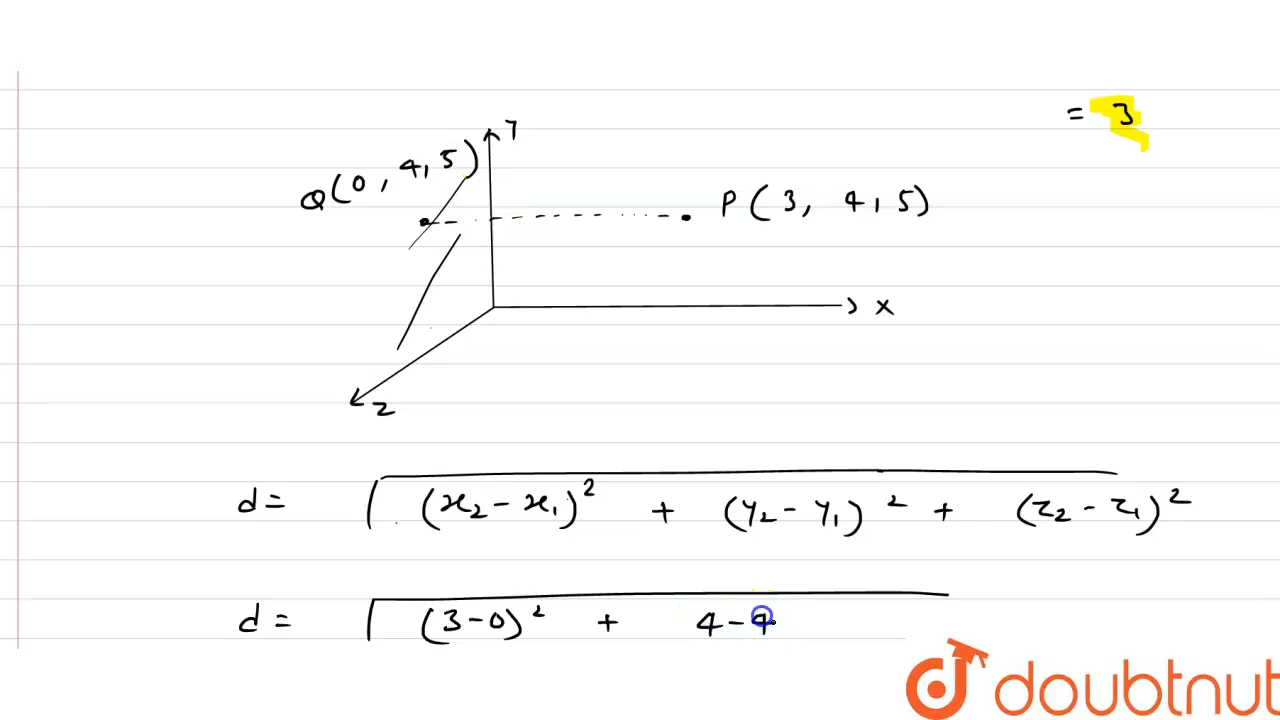 = 3
Y
Q(0, 4, 5)
P(3, 4, 5)
X
Z
d = √(x₂ - x₁)² + (y₂ - y₁)² + (z₂ - z₁)²
d = √(3-0)² + 4-4
doubtnut